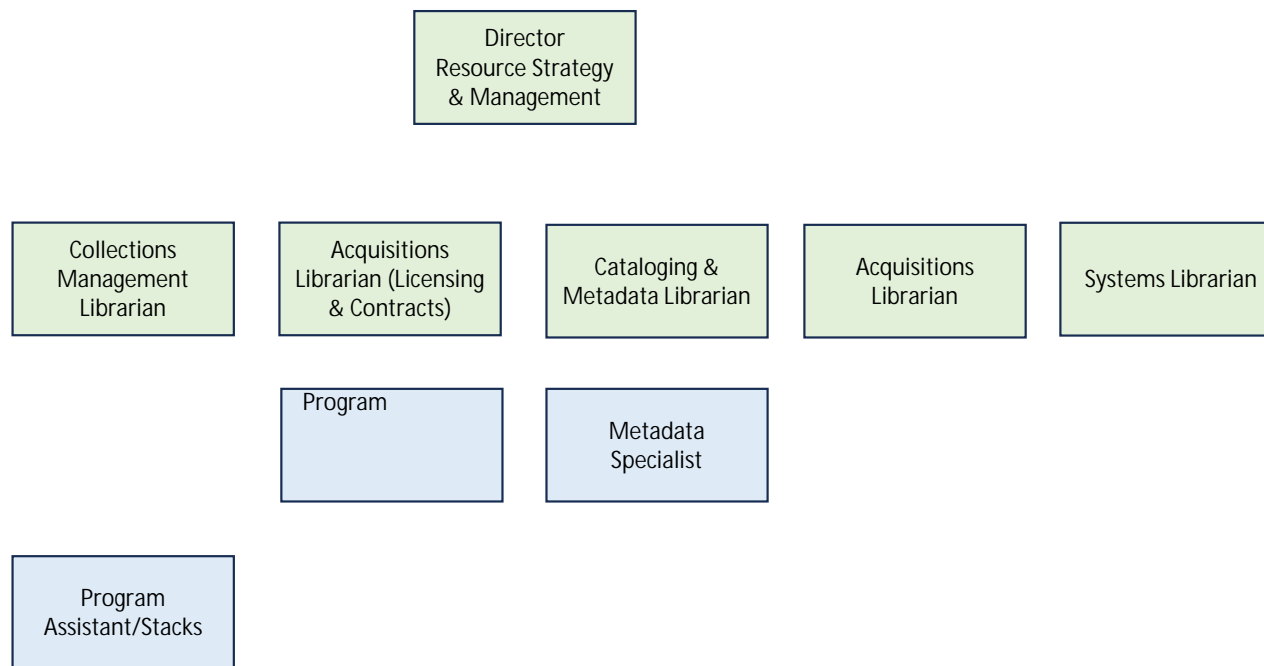 Director
Resource Strategy
& Management
Collections
Management
Librarian
Acquisitions
Librarian (Licensing
& Contracts)
Cataloging &
Metadata Librarian
Acquisitions
Librarian
Systems Librarian
Program
Metadata
Specialist
Program
Assistant/Stacks